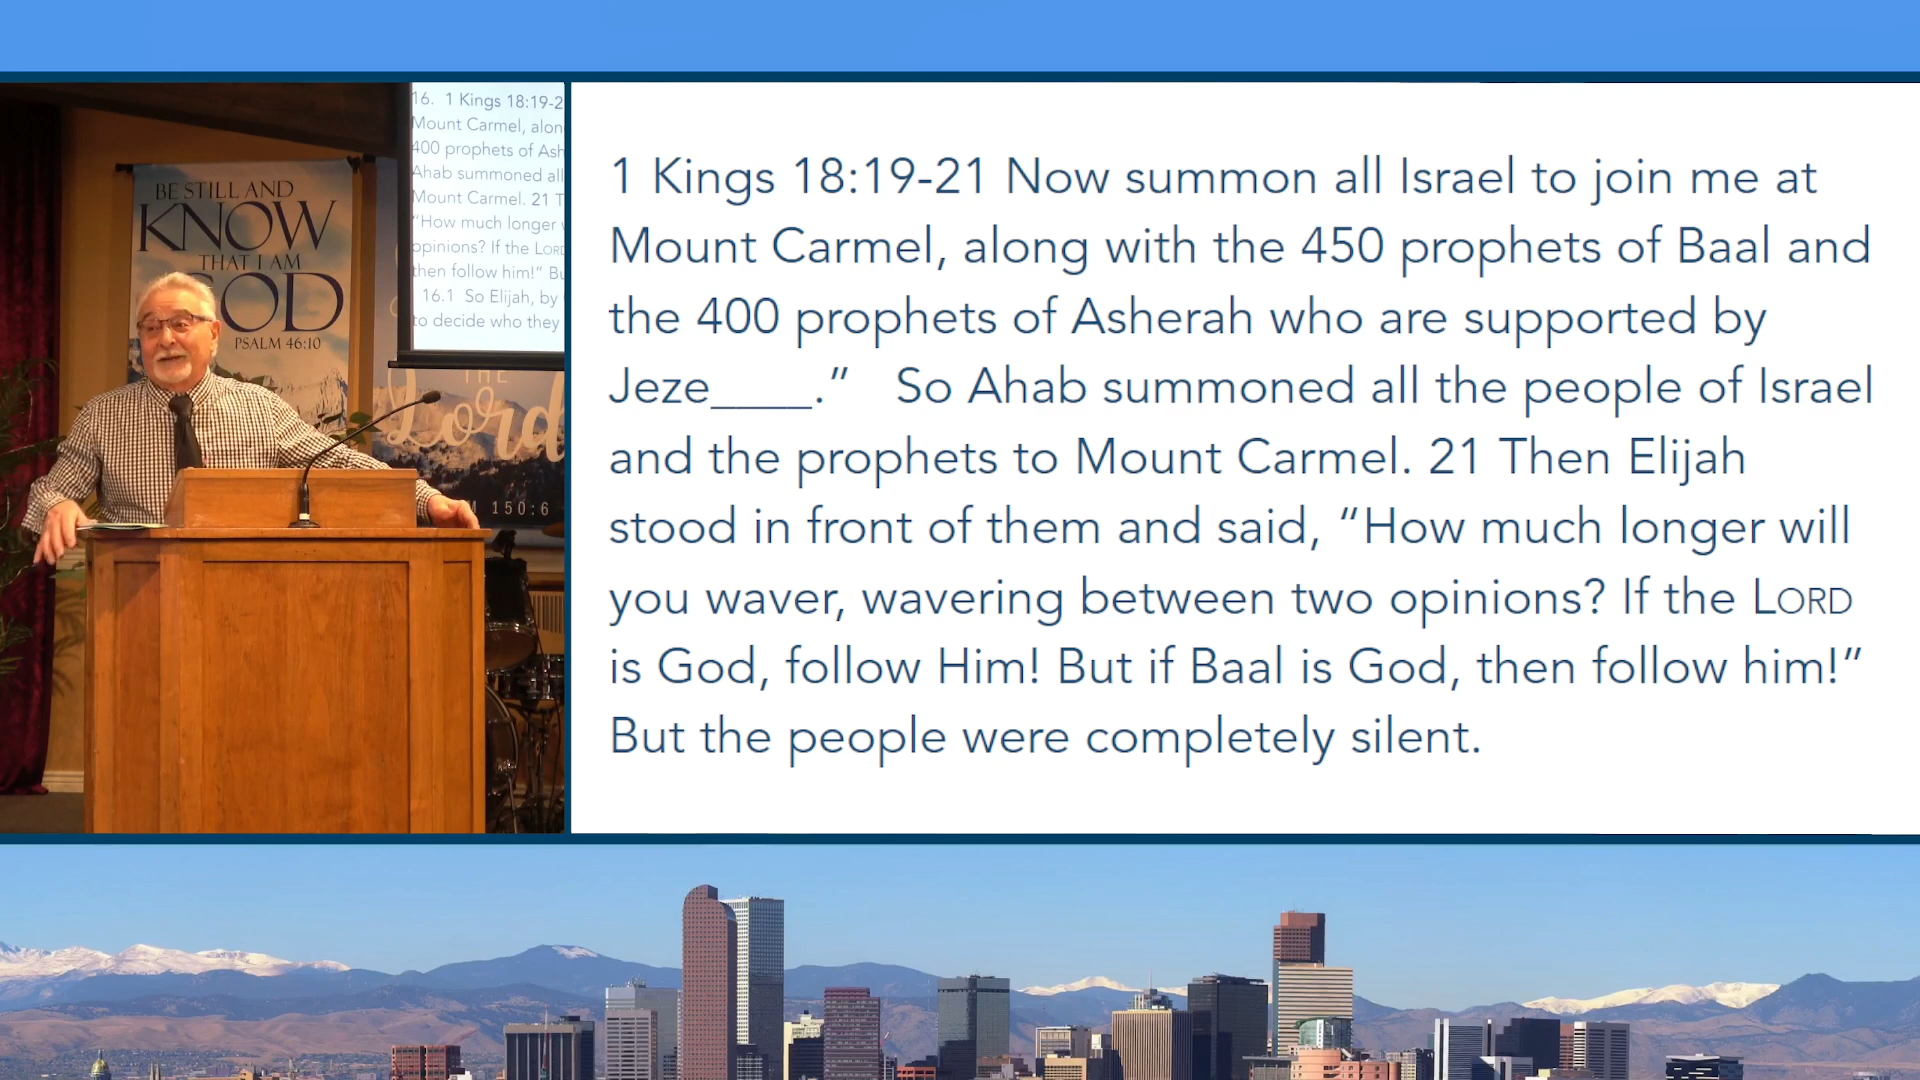 BE STILL AND
KNOW
THAT I AM
GOD
PSALM 46:10
16. 1 Kings 18:19-2
Mount Carmel, alon
400 prophets of Ash
Ahab summoned all
Mount Carmel. 21 T
“How much longer
opinions? If the LORD
then follow him!” Bu
16.1 So Elijah, by
to decide who they
THE
Lord
M 150:6
1 Kings 18:19-21 Now summon all Israel to join me at
Mount Carmel, along with the 450 prophets of Baal and
the 400 prophets of Asherah who are supported by
Jeze____.” So Ahab summoned all the people of Israel
and the prophets to Mount Carmel. 21 Then Elijah
stood in front of them and said, “How much longer will
you waver, wavering between two opinions? If the LORD
is God, follow Him! But if Baal is God, then follow him!”
But the people were completely silent.